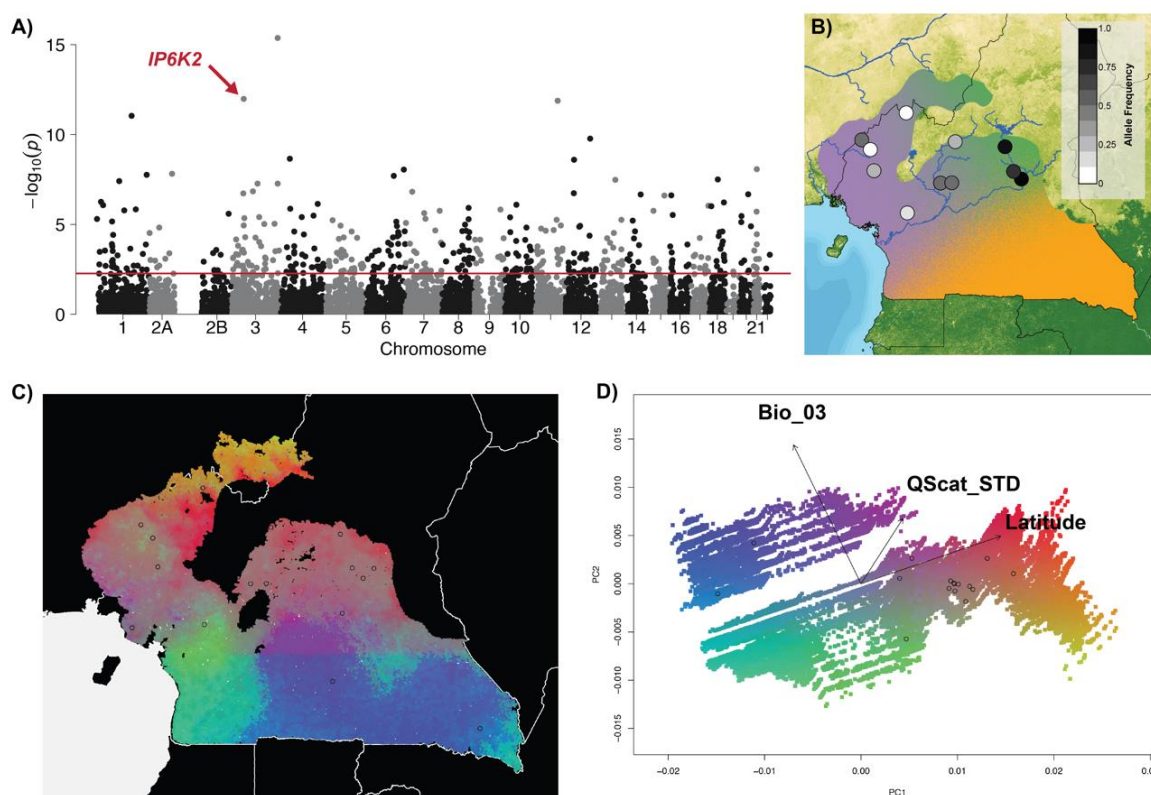 A)
15
10
5
0
−log10(p)
IP6K2
1 2A 2B 3 4 5 6 7 8 9 10 12 14 16 18 21
Chromosome
B)
1.0
0.75
0.5
0.25
0
Allele Frequency
C)
D)
Bio_03
QScat_STD
Latitude
0.015
0.010
0.005
0.000
−0.005
−0.010
−0.015
PC2
−0.02 −0.01 0.00 0.01 0.02
PC1